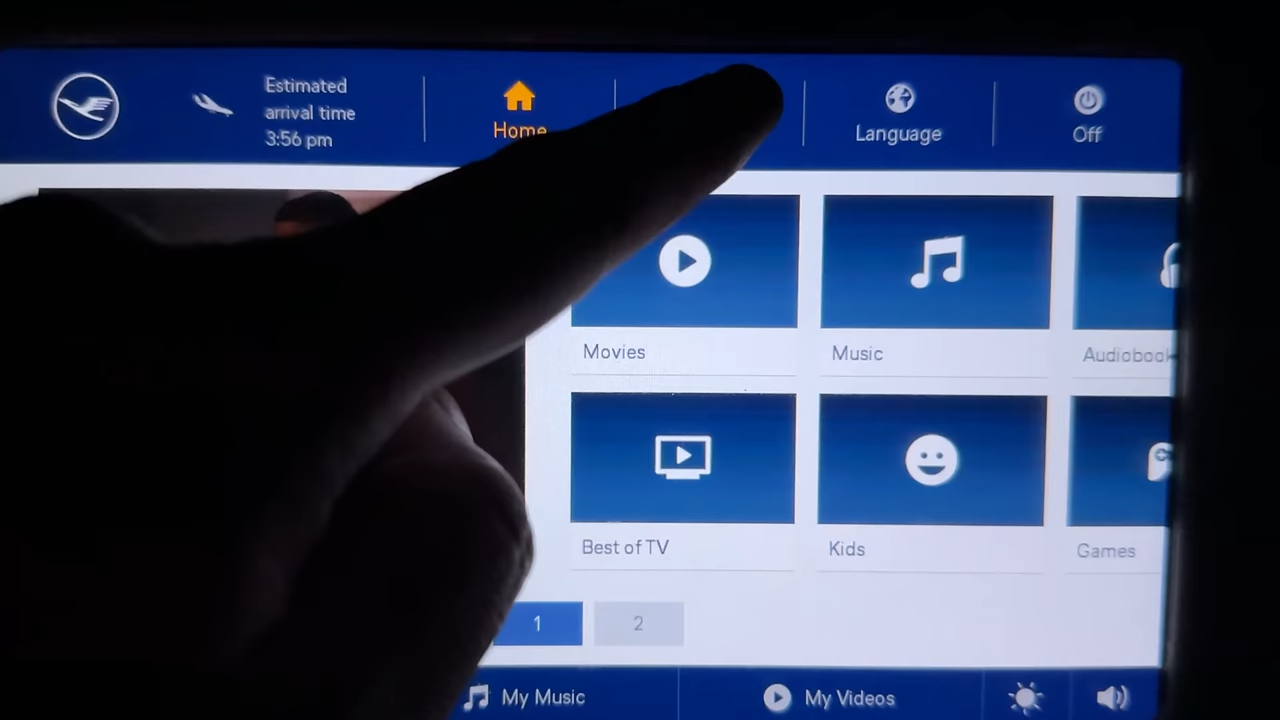 Estimated
arrival time
3:56 pm
Home
Language
Off
Movies
Music
Best of TV
Kids
Games
1
2
My Music
My Videos